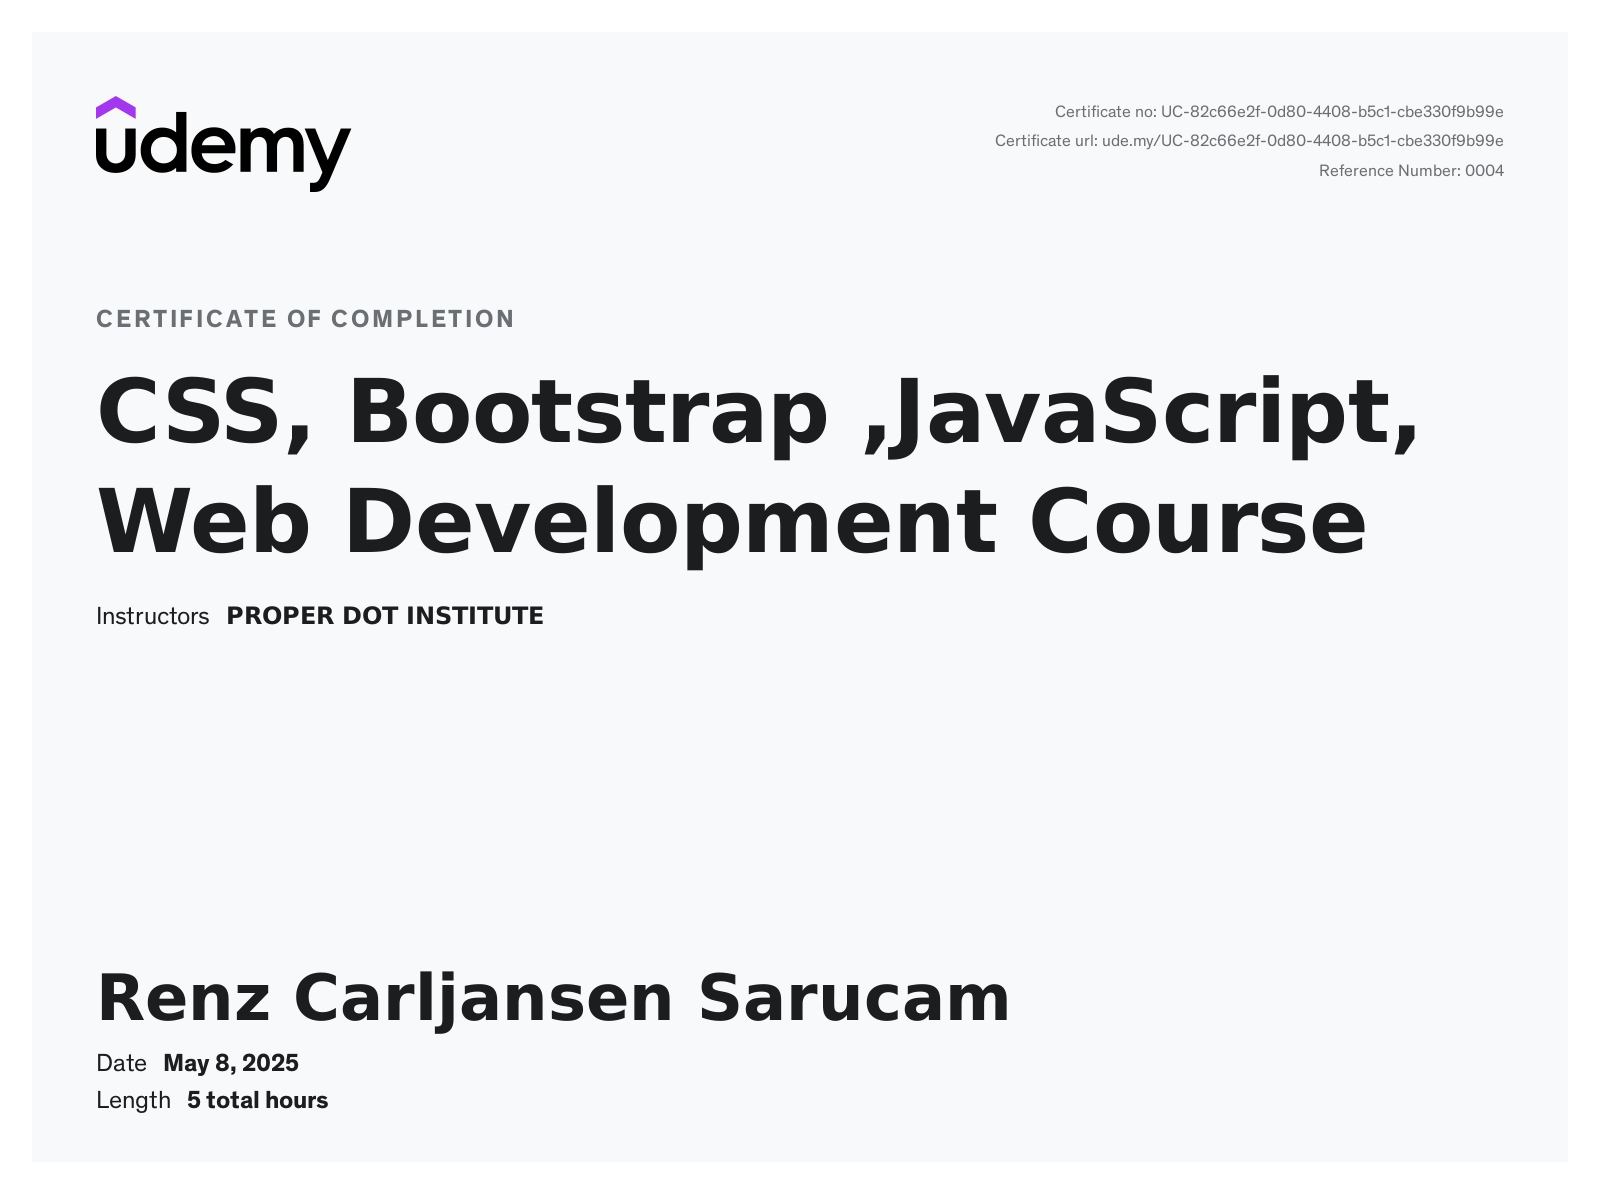 udemy
Certificate no: UC-82c66e2f-0d80-4408-b5c1-cbe330f9b99e
Certificate url: ude.my/UC-82c66e2f-0d80-4408-b5c1-cbe330f9b99e
Reference Number: 0004
CERTIFICATE OF COMPLETION
CSS, Bootstrap ,JavaScript,
Web Development Course
Instructors PROPER DOT INSTITUTE
Renz Carljansen Sarucam
Date May 8, 2025
Length 5 total hours